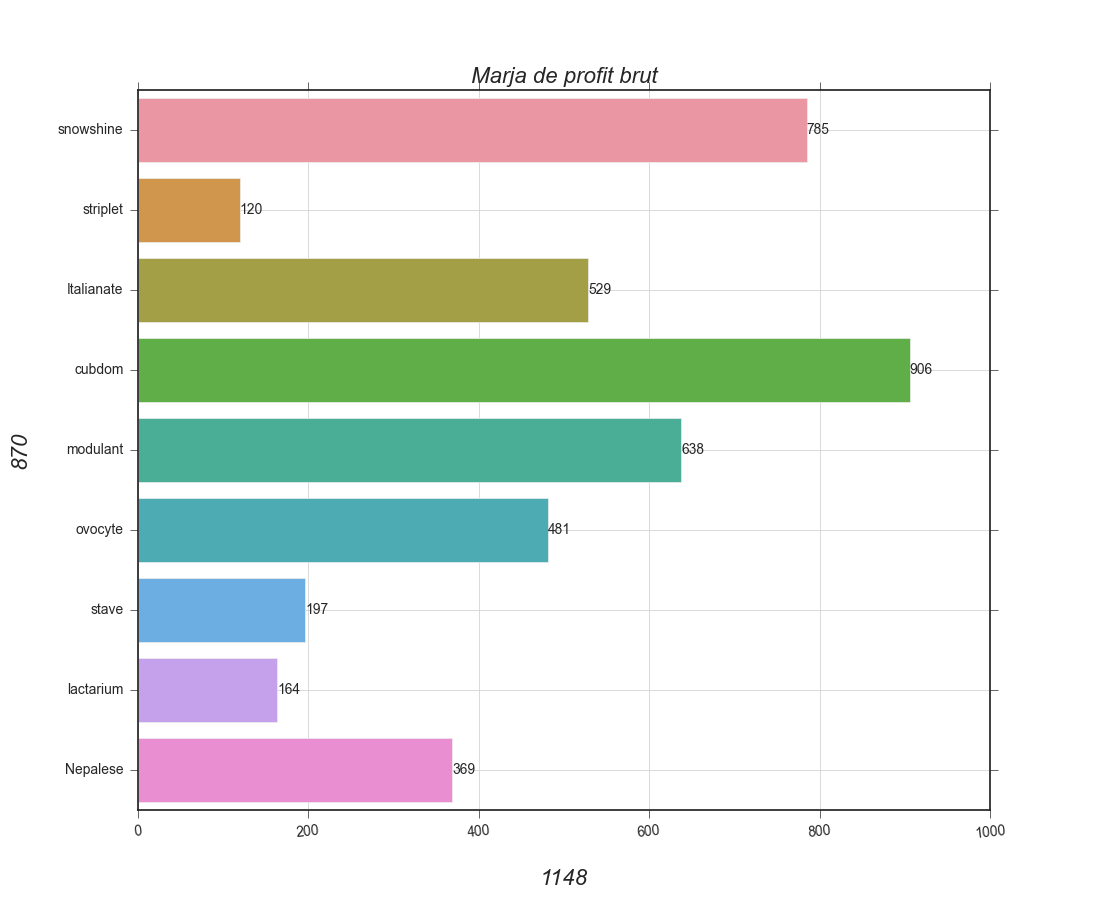 Marja de profit brut
snowshine
785
striplet
120
Italianate
529
cubdom
906
modulant
638
ovocyte
481
stave
197
lactarium
164
Nepalese
369
0 200 400 600 800 1000
1148
870